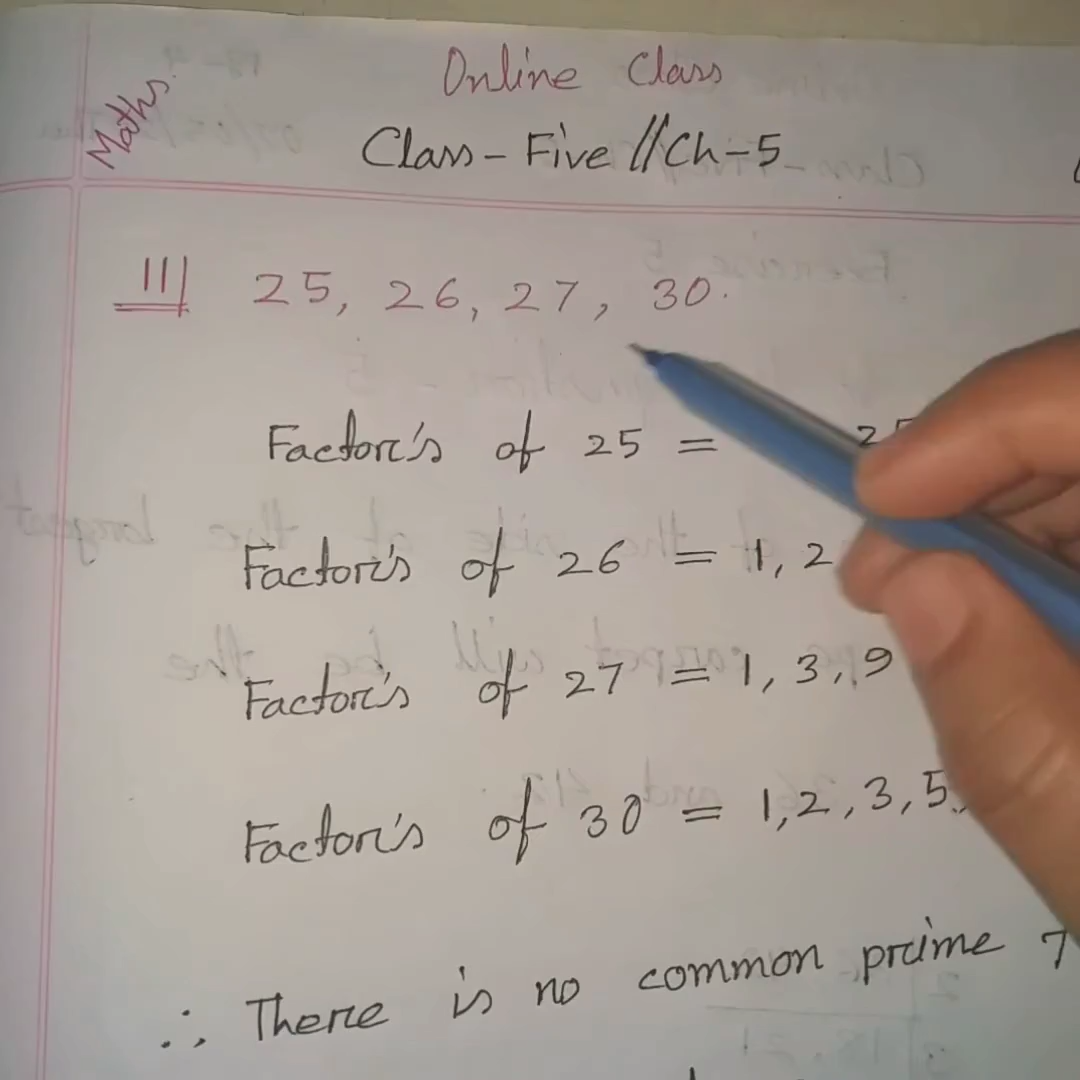 Maths
Online Class
Class-Five // Ch-5
III 25, 26, 27, 30.
Factor's of 25 =
Factor's of 26 = 1, 2
Factor's of 27 = 1, 3, 9
Factor's of 30 = 1, 2, 3, 5,
∴ There is no common prime